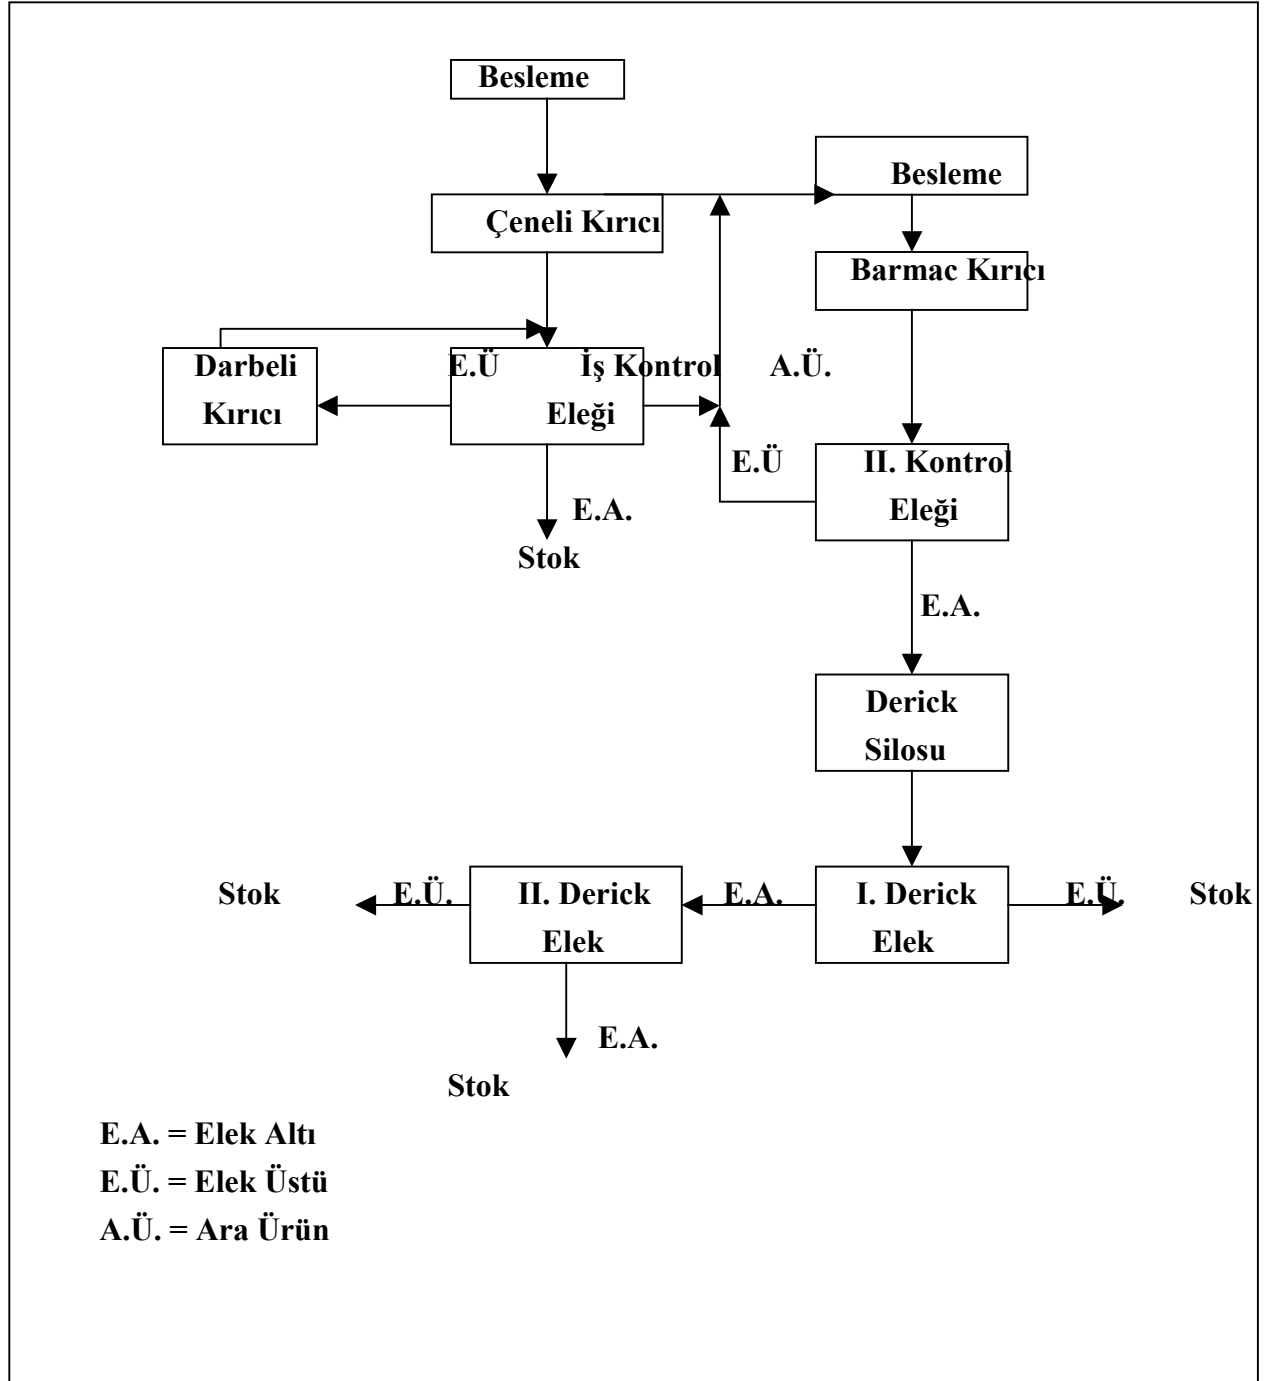 Besleme
Besleme
Çeneli Kırıcı
Barmac Kırıcı
Darbeli
Kırıcı
E.Ü
İş Kontrol
Eleği
A.Ü.
E.Ü
II. Kontrol
Eleği
E.A.
Stok
E.A.
Derick
Silosu
Stok
E.Ü.
II. Derick
Elek
E.A.
I. Derick
Elek
E.Ü.
Stok
E.A.
Stok
E.A. = Elek Altı
E.Ü. = Elek Üstü
A.Ü. = Ara Ürün